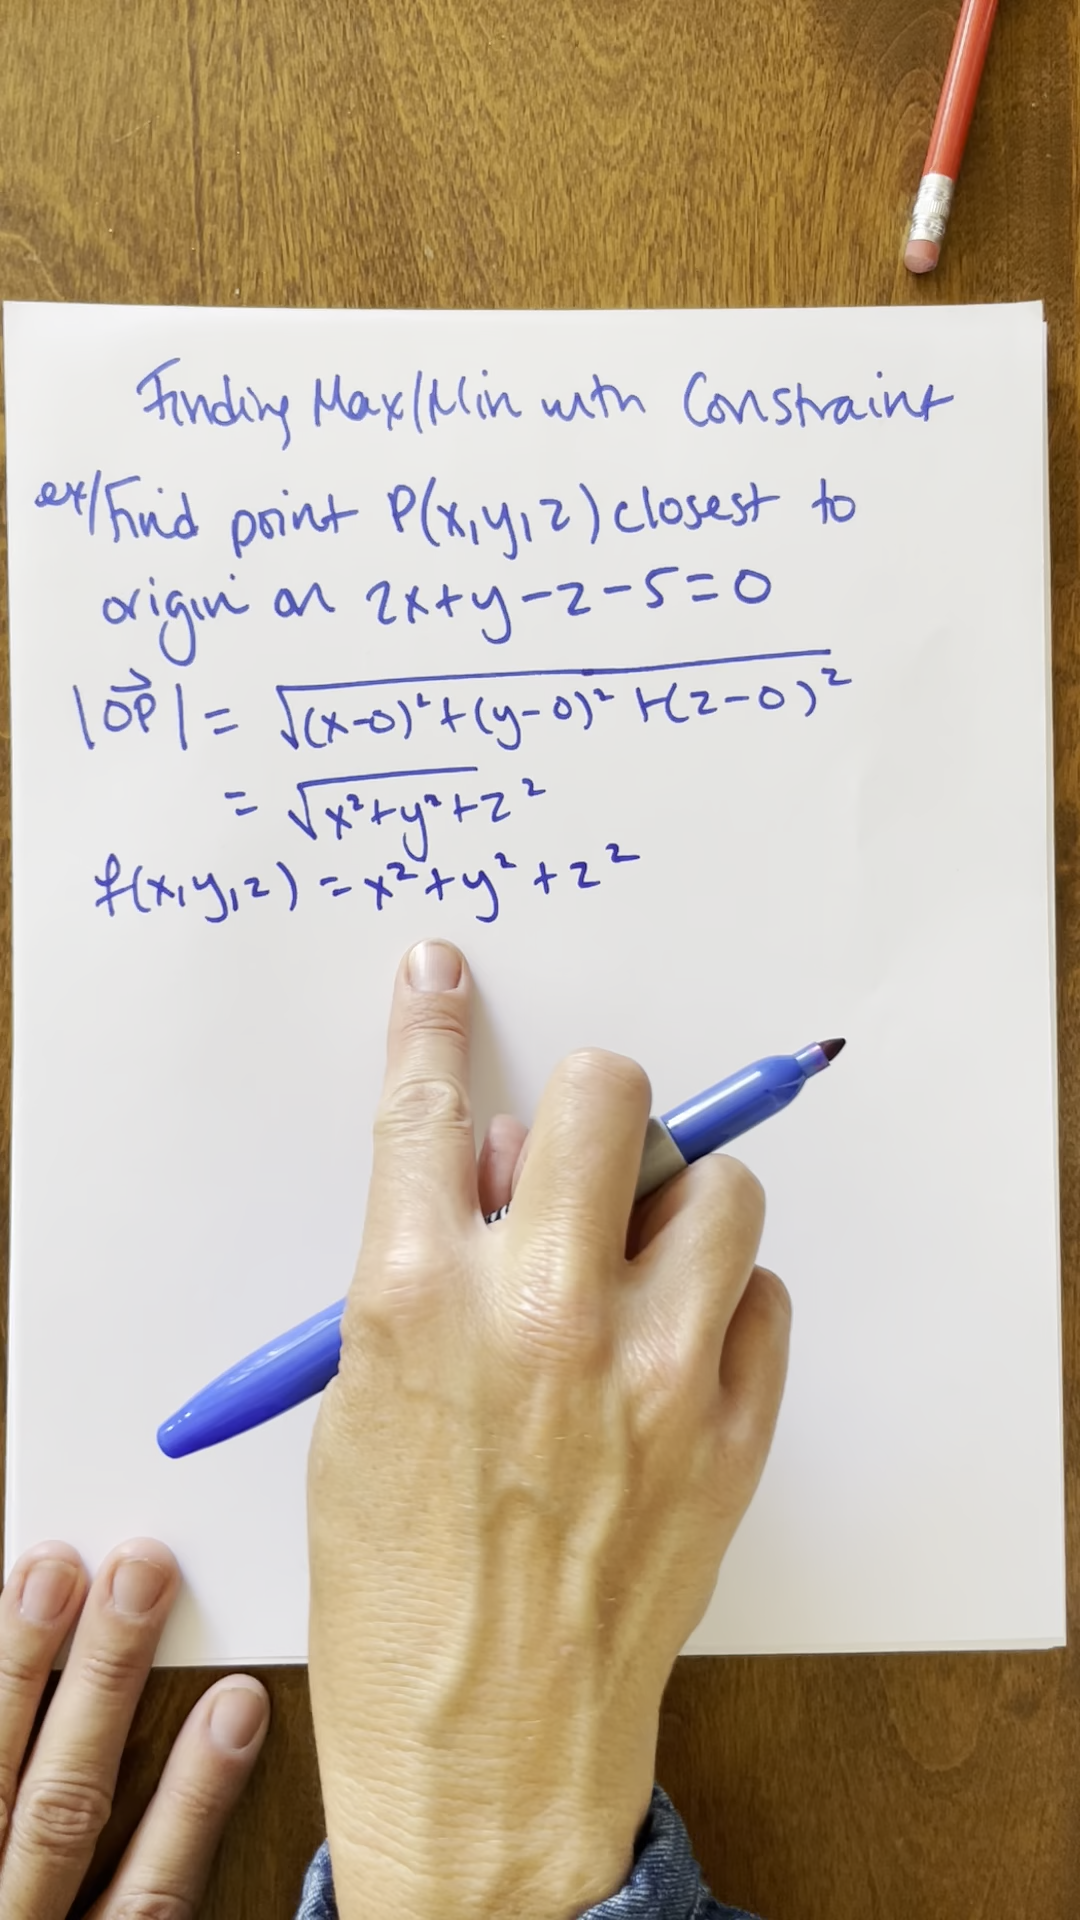 Finding Max/Min with Constraint
ex/Find point P(x,y,z) closest to
origin on 2x+y-z-5=0
|OP⃗| = √(x-0)²+(y-0)²+(z-0)²
= √x²+y²+z²
f(x,y,z) = x²+y²+z²